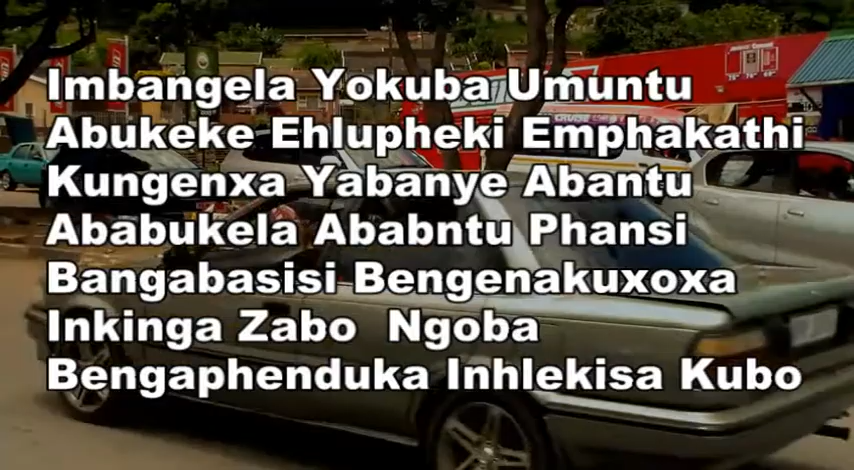 Imbangela Yokuba Umuntu
Abukeke Ehlupheki Emphakathi
Kungenxa Yabanye Abantu
Ababukela Ababntu Phansi
Bangabasisi Bengenakuxoxa
Inkinga Zabo Ngoba
Bengaphenduka Inhlekisa Kubo